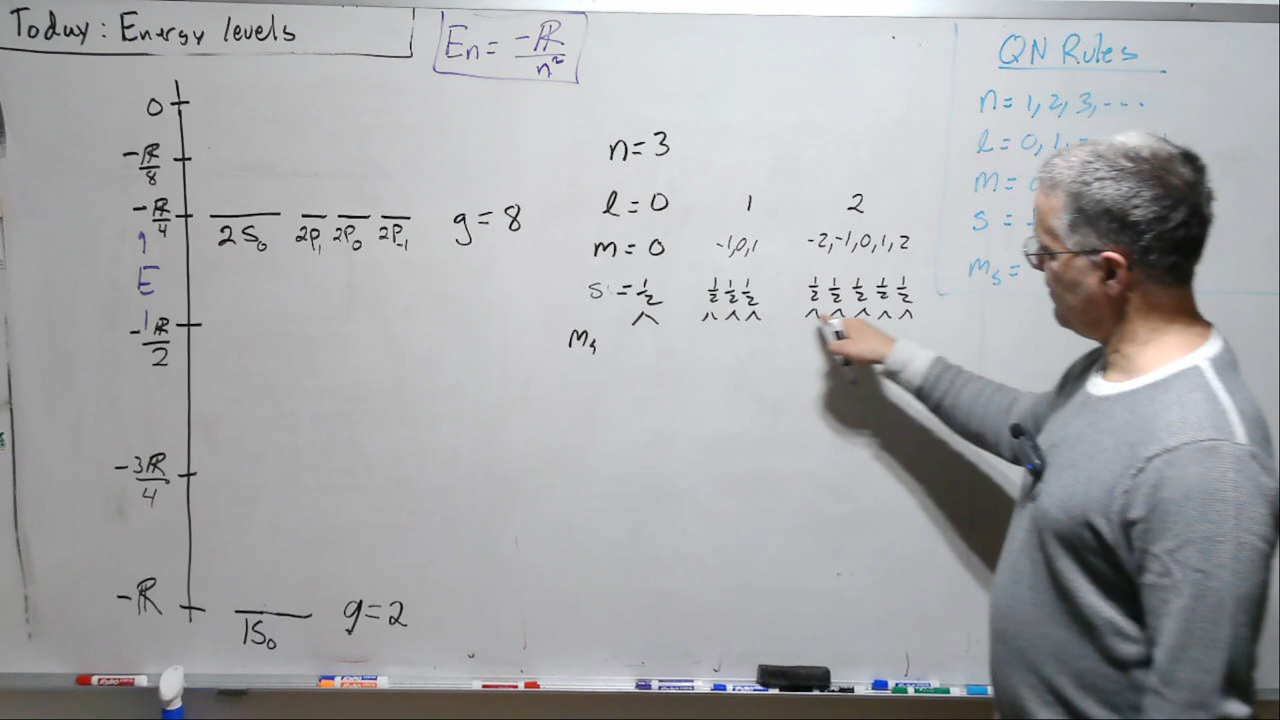 Today: Energy levels
En = -R/n²
0
-R/8
-R/4
E
-R/2
-3R/4
-R
2S₀ 2P₁ 2P₀ 2P₋₁ g=8
1S₀ g=2
n=3
l=0 1 2
m=0 -1,0,1 -2,-1,0,1,2
s=1/2 1/2 1/2 1/2 1/2 1/2 1/2 1/2 1/2
ms
QN Rules
n=1,2,3,...
l=0,1,
m=
s=
ms=